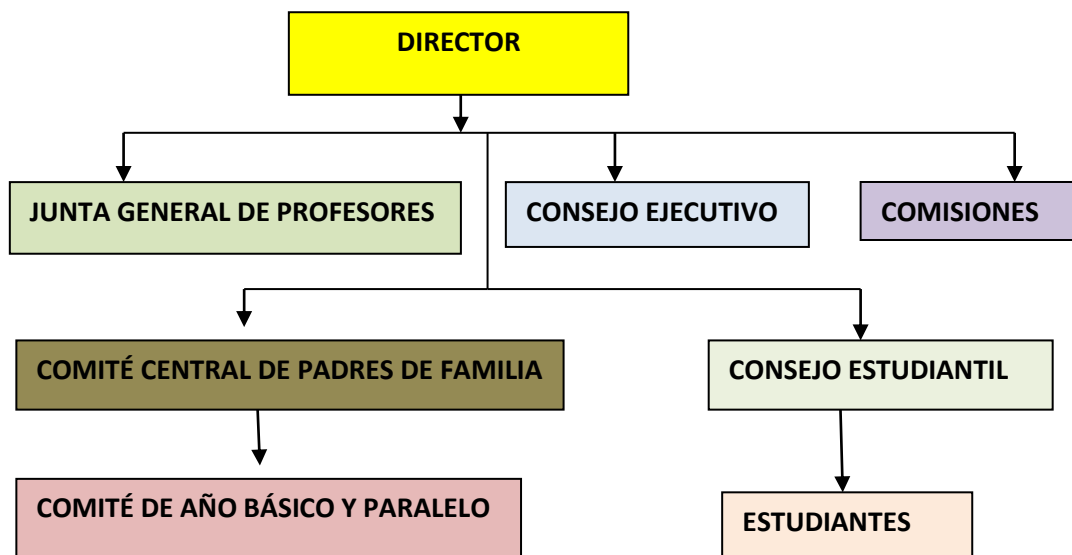 DIRECTOR
JUNTA GENERAL DE PROFESORES
CONSEJO EJECUTIVO
COMISIONES
COMITÉ CENTRAL DE PADRES DE FAMILIA
CONSEJO ESTUDIANTIL
COMITÉ DE AÑO BÁSICO Y PARALELO
ESTUDIANTES